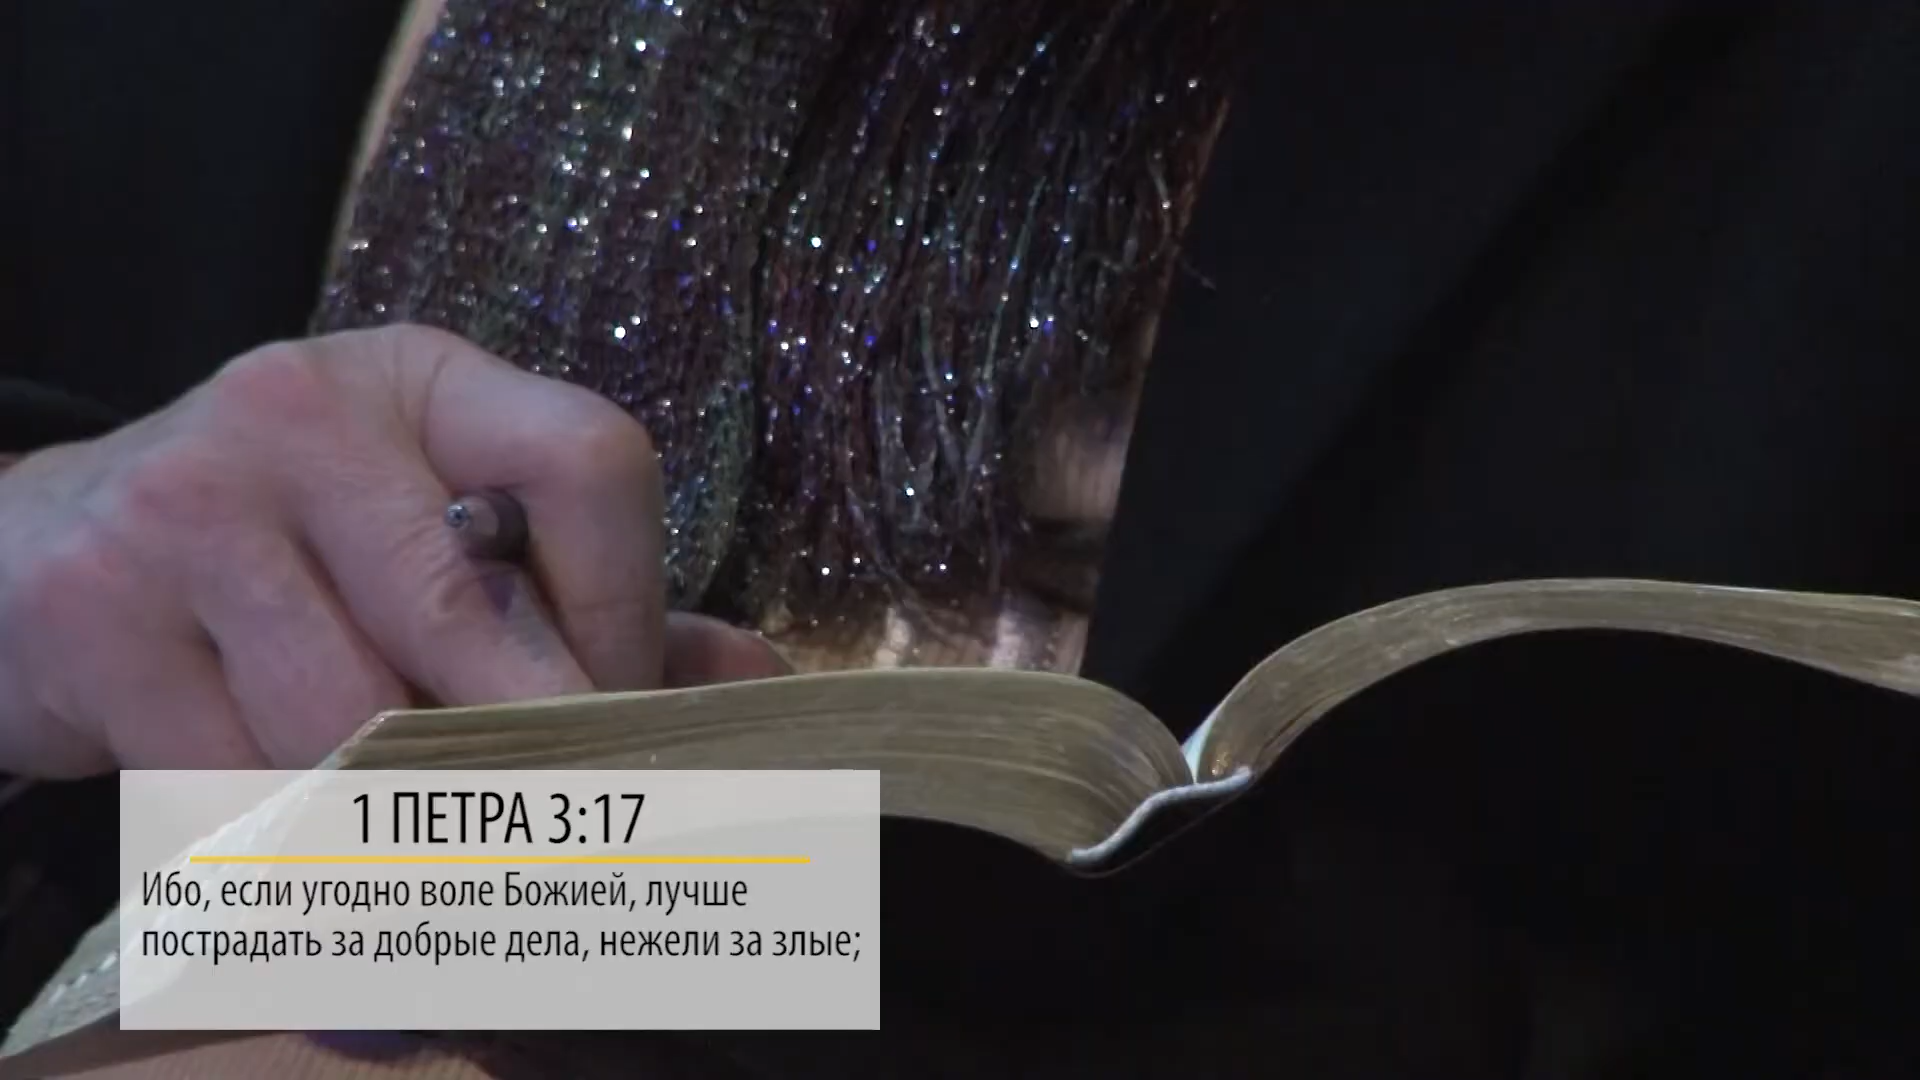 1 ПЕТРА 3:17
Ибо, если угодно воле Божией, лучше
пострадать за добрые дела, нежели за злые;